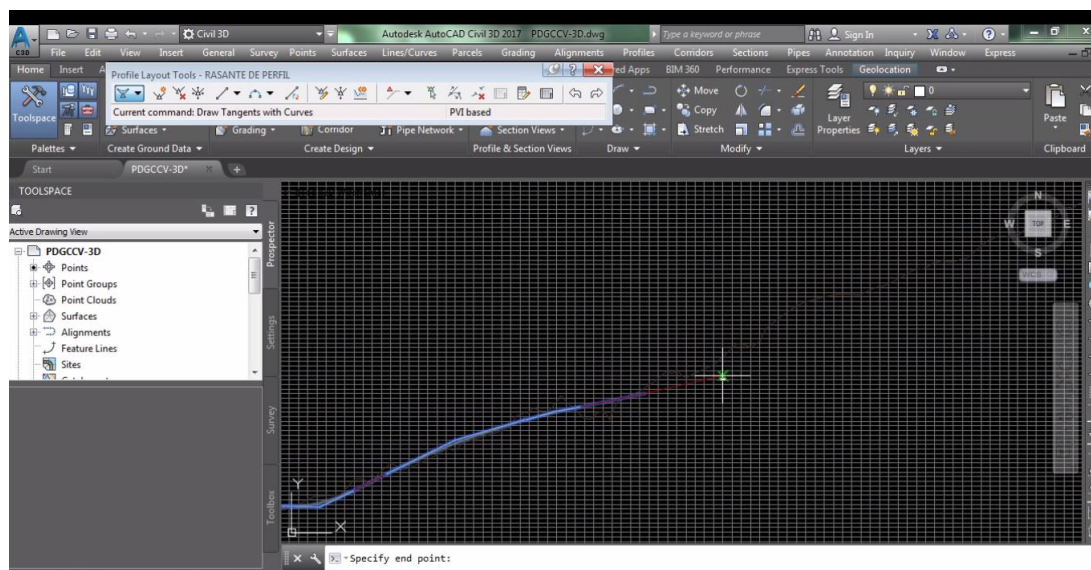 Civil 3D
Autodesk AutoCAD Civil 3D 2017 PDGCCV-3D.dwg
Type a keyword or phrase
Sign In
C3D
File Edit View Insert General Survey Points Surfaces Lines/Curves Parcels Grading Alignments Profiles Corridors Sections Pipes Annotation Inquiry Window Express
Home Insert A
ed Apps BIM 360 Performance Express Tools Geolocation
Profile Layout Tools - RASANTE DE PERFIL
Current command: Draw Tangents with Curves
PVI based
Toolspace
Move
Copy
Stretch
Layer
Properties
0
Paste
Surfaces
Grading
Corridor
Pipe Network
Section Views
Palettes
Create Ground Data
Create Design
Profile & Section Views
Draw
Modify
Layers
Clipboard
Start
PDGCCV-3D*
TOOLSPACE
Active Drawing View
PDGCCV-3D
Points
Point Groups
Point Clouds
Surfaces
Alignments
Feature Lines
Sites
Prospector
Settings
Survey
Toolbox
N
W
TOP
E
S
WCS
Y
X
Specify end point: